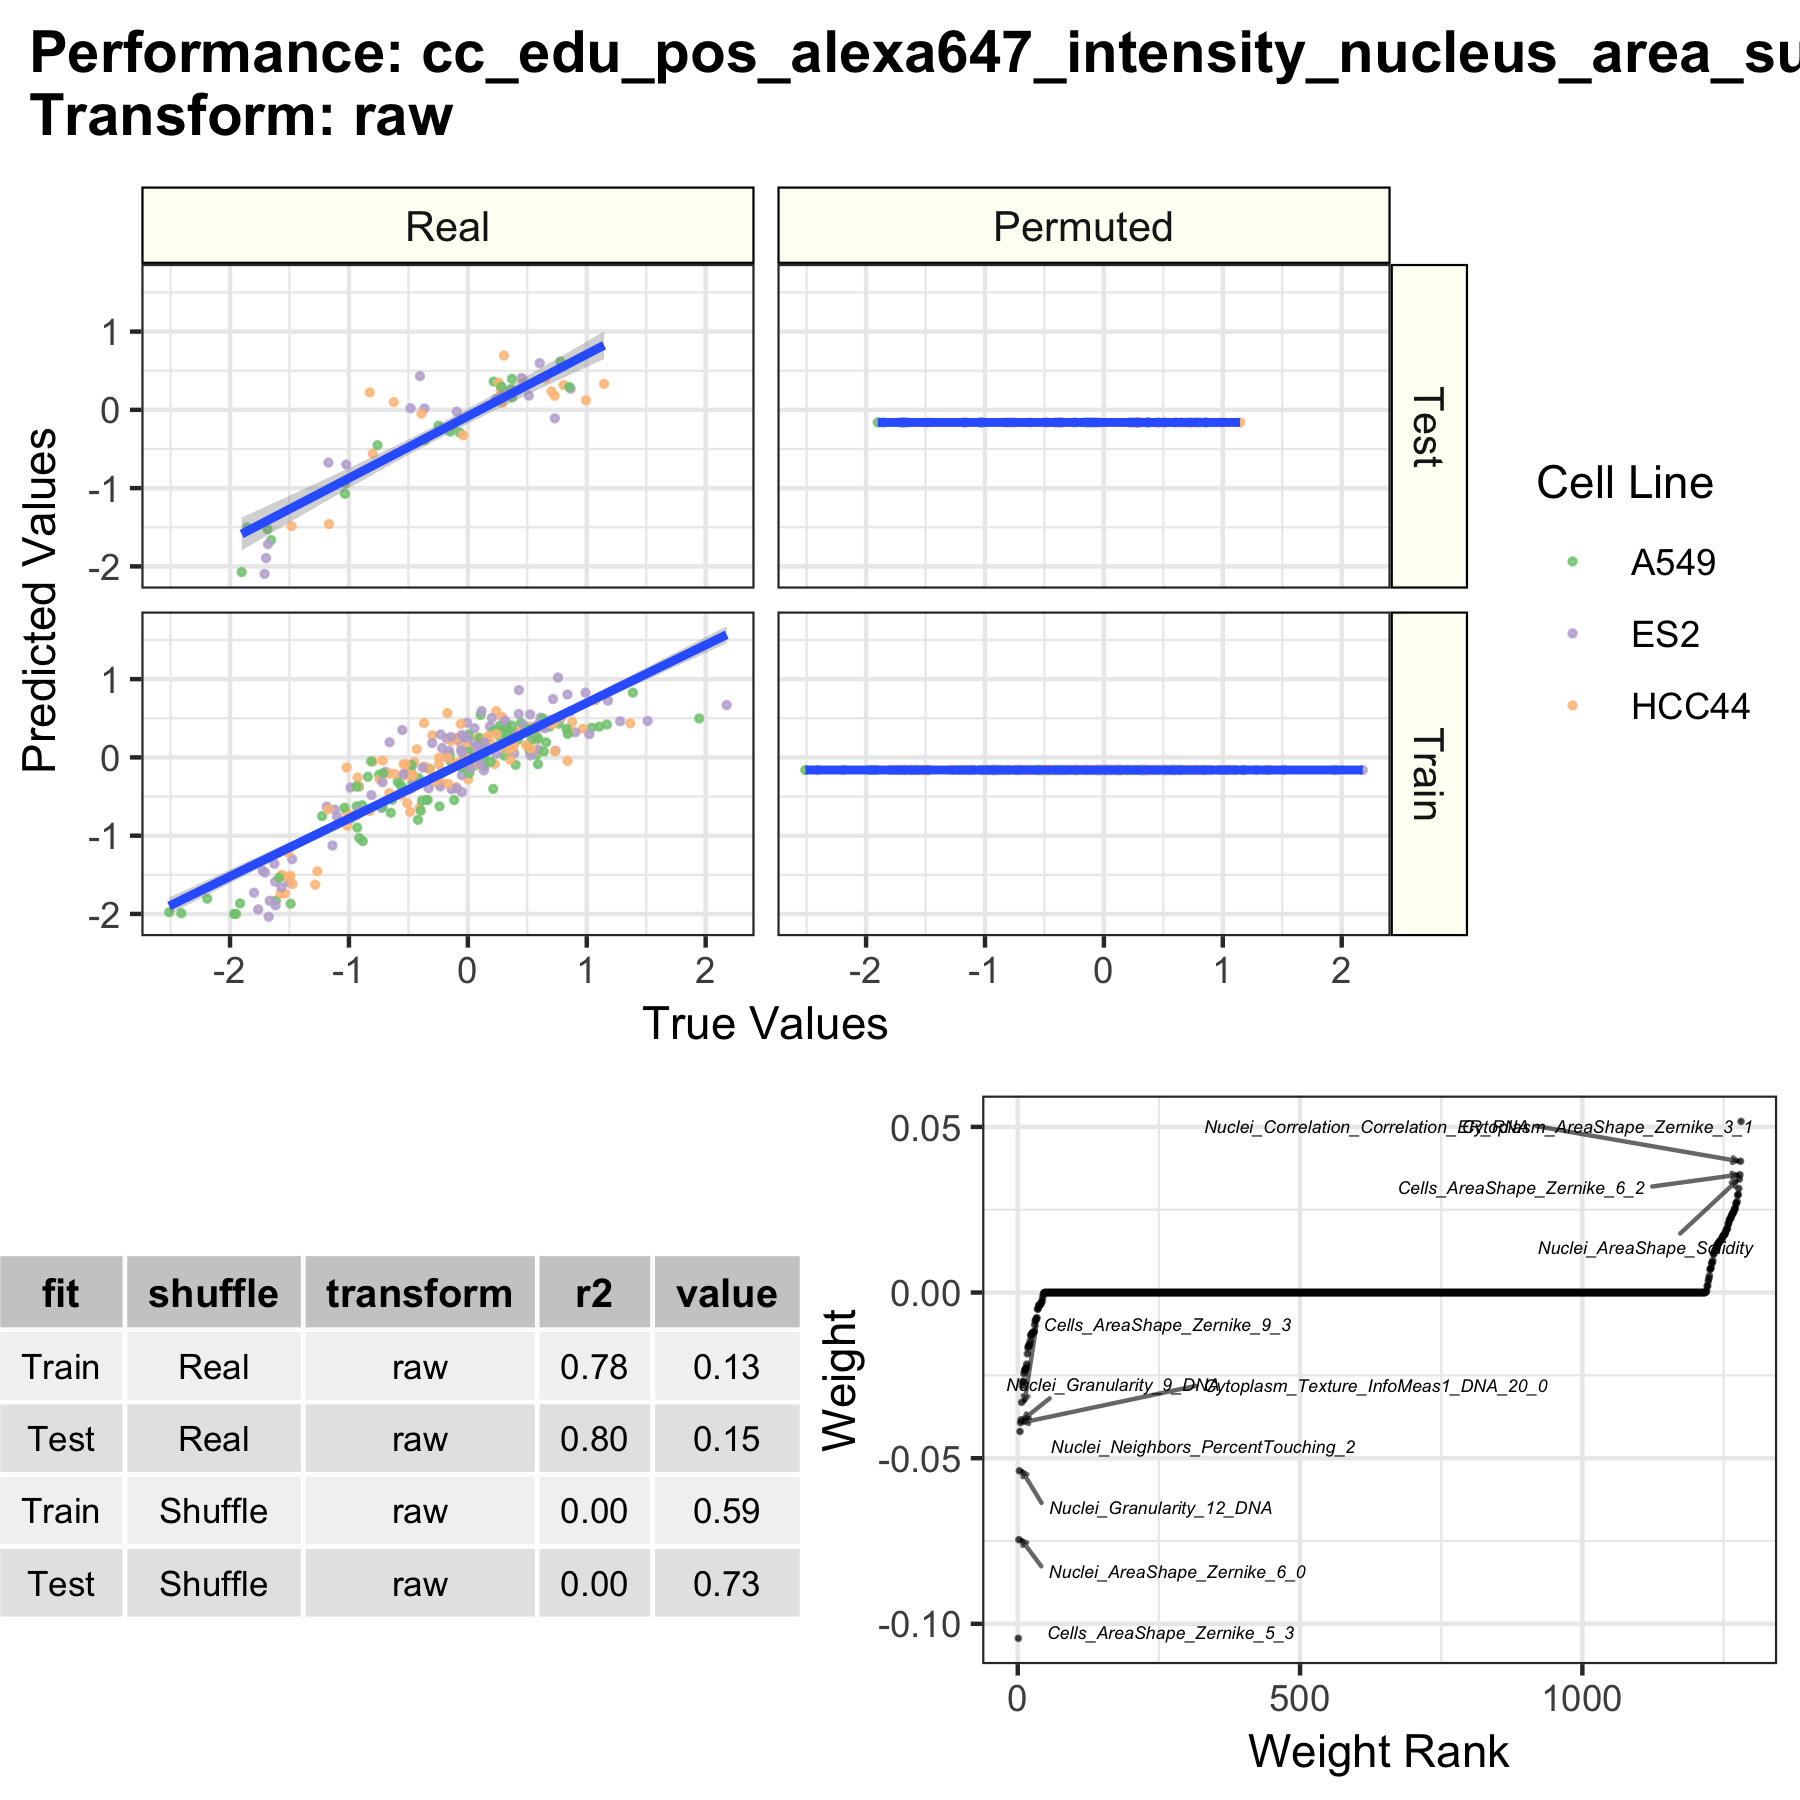 Performance: cc_edu_pos_alexa647_intensity_nucleus_area_su
Transform: raw
Real
Permuted
Predicted Values
1
0
-1
-2
Test
1
0
-1
-2
Train
-2 -1 0 1 2
-2 -1 0 1 2
True Values
Cell Line
A549
ES2
HCC44
fit shuffle transform r2 value
Train Real raw 0.78 0.13
Test Real raw 0.80 0.15
Train Shuffle raw 0.00 0.59
Test Shuffle raw 0.00 0.73
Weight
0.05
0.00
-0.05
-0.10
Nuclei_Correlation_Correlation_ER_RNA
Cytoplasm_AreaShape_Zernike_3_1
Cells_AreaShape_Zernike_6_2
Nuclei_AreaShape_Solidity
Cells_AreaShape_Zernike_9_3
Nuclei_Granularity_9_DNA
Cytoplasm_Texture_InfoMeas1_DNA_20_0
Nuclei_Neighbors_PercentTouching_2
Nuclei_Granularity_12_DNA
Nuclei_AreaShape_Zernike_6_0
Cells_AreaShape_Zernike_5_3
0 500 1000
Weight Rank